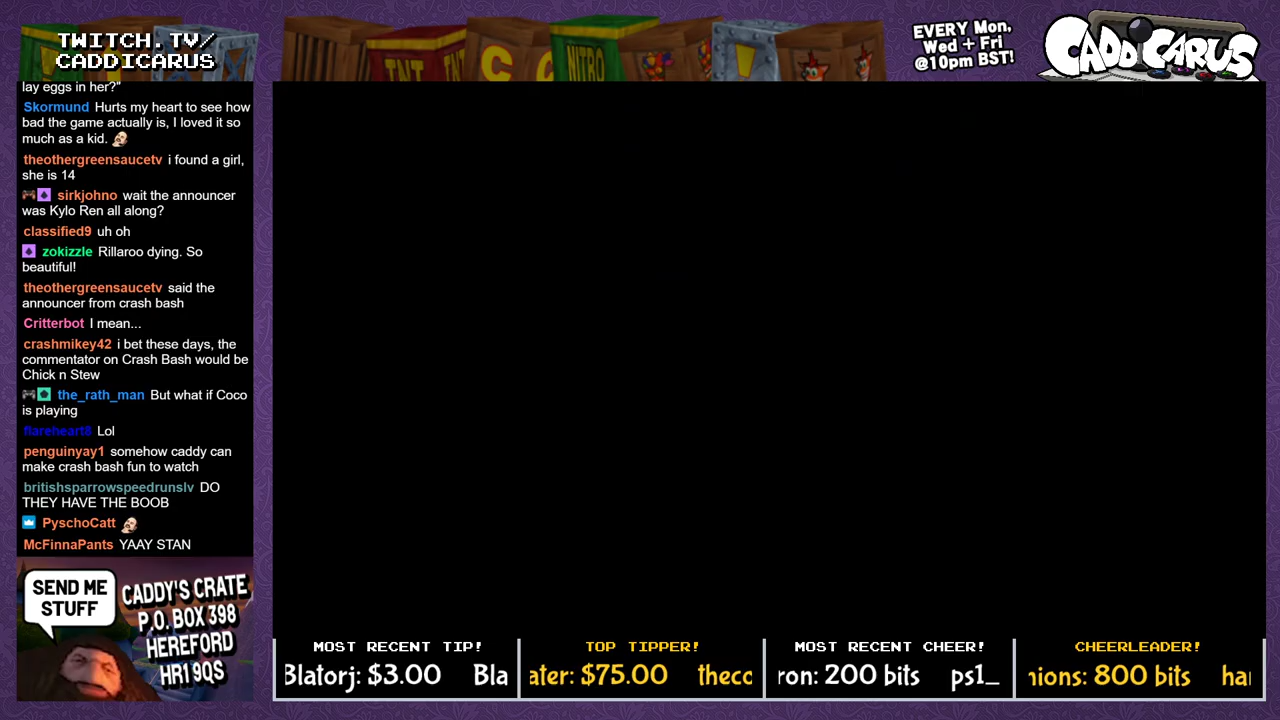 TWITCH.TV/
CADDICARUS
TNT
C
C
NITRO
!
EVERY Mon,
Wed + Fri
@10pm BST!
CADDICARUS
lay eggs in her?"
Skormund Hurts my heart to see how
bad the game actually is, I loved it so
much as a kid.
theothergreensaucetv i found a girl,
she is 14
sirkjohno wait the announcer
was Kylo Ren all along?
classified9 uh oh
zokizzle Rillaroo dying. So
beautiful!
theothergreensaucetv said the
announcer from crash bash
Critterbot I mean...
crashmikey42 i bet these days, the
commentator on Crash Bash would be
Chick n Stew
the_rath_man But what if Coco
is playing
flareheart8 Lol
penguinyay1 somehow caddy can
make crash bash fun to watch
britishsparrowspeedrunslv DO
THEY HAVE THE BOOB
PyschoCatt
McFinnaPants YAAY STAN
SEND ME
STUFF
CADDY'S CRATE
P.O. BOX 398
HEREFORD
HR1 9QS
MOST RECENT TIP!
Blatorj: $3.00 Bla
TOP TIPPER!
ater: $75.00 thecc
MOST RECENT CHEER!
ron: 200 bits ps1_
CHEERLEADER!
nions: 800 bits hai